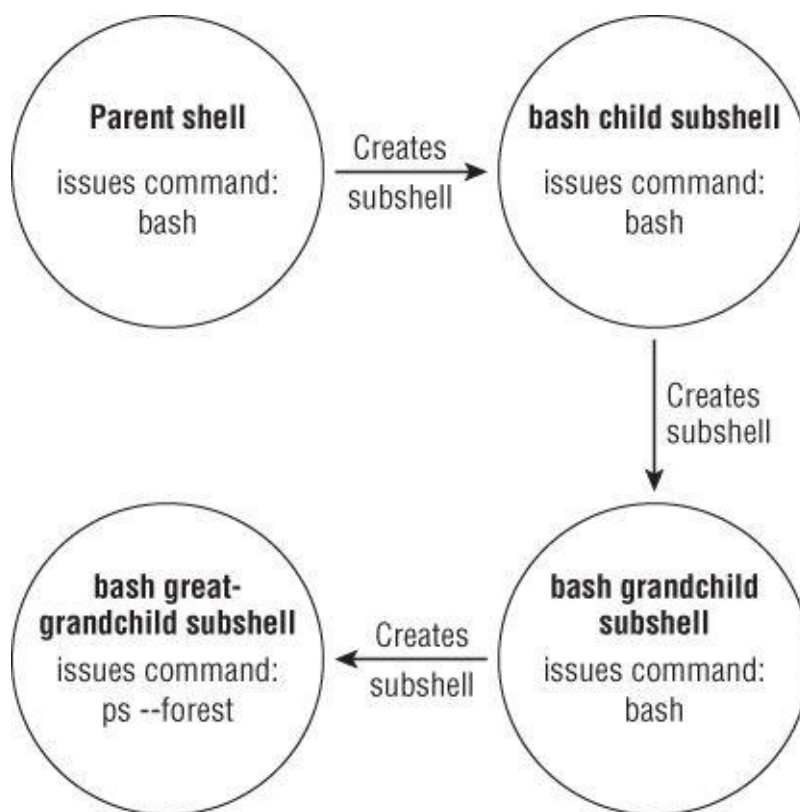 Parent shell
issues command:
bash
Creates
subshell
bash child subshell
issues command:
bash
Creates
subshell
bash grandchild
subshell
issues command:
bash
Creates
subshell
bash great-
grandchild subshell
issues command:
ps --forest